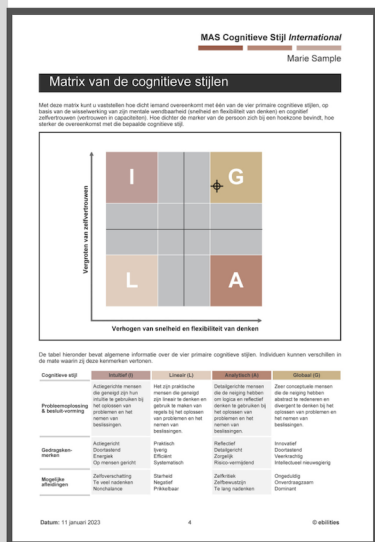 MAS Cognitieve Stijl International
Marie Sample
Matrix van de cognitieve stijlen
Met deze matrix kunt u vaststellen hoe dicht iemand overeenkomt met één van de vier primaire cognitieve stijlen, op
basis van de wisselwerking van zijn mentale wendbaarheid (snelheid en flexibiliteit van denken) en cognitief
zelfvertrouwen (vertrouwen in capaciteiten). Hoe dichter de marker van de persoon zich bij een hoekzone bevindt, hoe
sterker de overeenkomst met die bepaalde cognitieve stijl.
I
G
Vergroten van zelfvertrouwen
L
A
Verhogen van snelheid en flexibiliteit van denken
De tabel hieronder bevat algemene informatie over de vier primaire cognitieve stijlen. Individuen kunnen verschillen in
de mate waarin zij deze kenmerken vertonen.
Cognitieve stijl Intuïtief (I) Lineair (L) Analytisch (A) Globaal (G)
Probleemoplossing
& besluit-vorming
Actiegerichte mensen
die geneigd zijn hun
intuïtie te gebruiken bij
het oplossen van
problemen en het
nemen van
beslissingen.
Het zijn praktische
mensen die geneigd
zijn lineair te denken en
gebruik te maken van
regels bij het oplossen
van problemen en het
nemen van
beslissingen.
Detailgerichte mensen
die de neiging hebben
om logica en reflectief
denken te gebruiken bij
het oplossen van
problemen en het
nemen van
beslissingen.
Zeer conceptuele mensen
die de neiging hebben
abstract te redeneren en
divergent te denken bij het
oplossen van problemen en
het nemen van
beslissingen.
Gedragsken-
merken
Actiegericht
Doortastend
Energiek
Op mensen gericht
Praktisch
Ijverig
Efficiënt
Systematisch
Reflectief
Detailgericht
Zorgelijk
Risico-vermijdend
Innovatief
Doortastend
Veerkrachtig
Intellectueel nieuwsgierig
Mogelijke
afleidingen
Zelfoverschatting
Te veel nadenken
Nonchalance
Starheid
Negatief
Prikkelbaar
Zelfkritiek
Zelfbewustzijn
Te lang nadenken
Ongeduldig
Onverdraagzaam
Dominant
Datum: 11 januari 2023
4
© ebilities